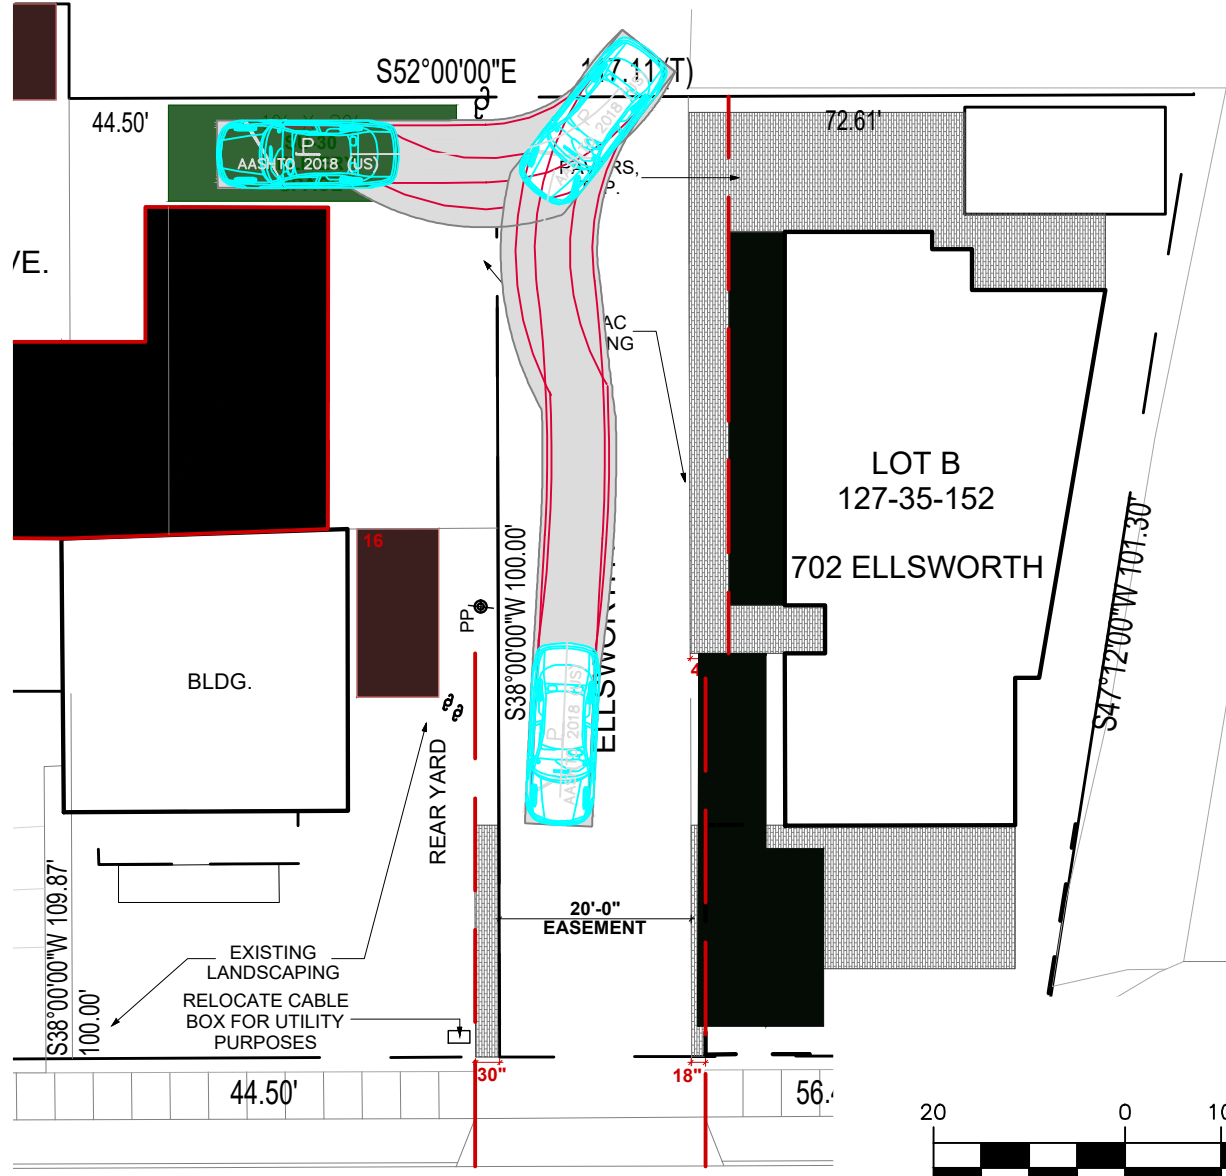 S52°00'00"E
44.50'
72.61'
AASHTO 2018 (US)
P
VE.
LOT B
127-35-152
702 ELLSWORTH
S47°12'00"W 101.30'
16
PP
S38°00'00"W 100.00'
BLDG.
REAR YARD
4
P
20'-0"
EASEMENT
EXISTING
LANDSCAPING
RELOCATE CABLE
BOX FOR UTILITY
PURPOSES
S38°00'00"W 109.87'
100.00'
30"
18"
44.50'
20
0